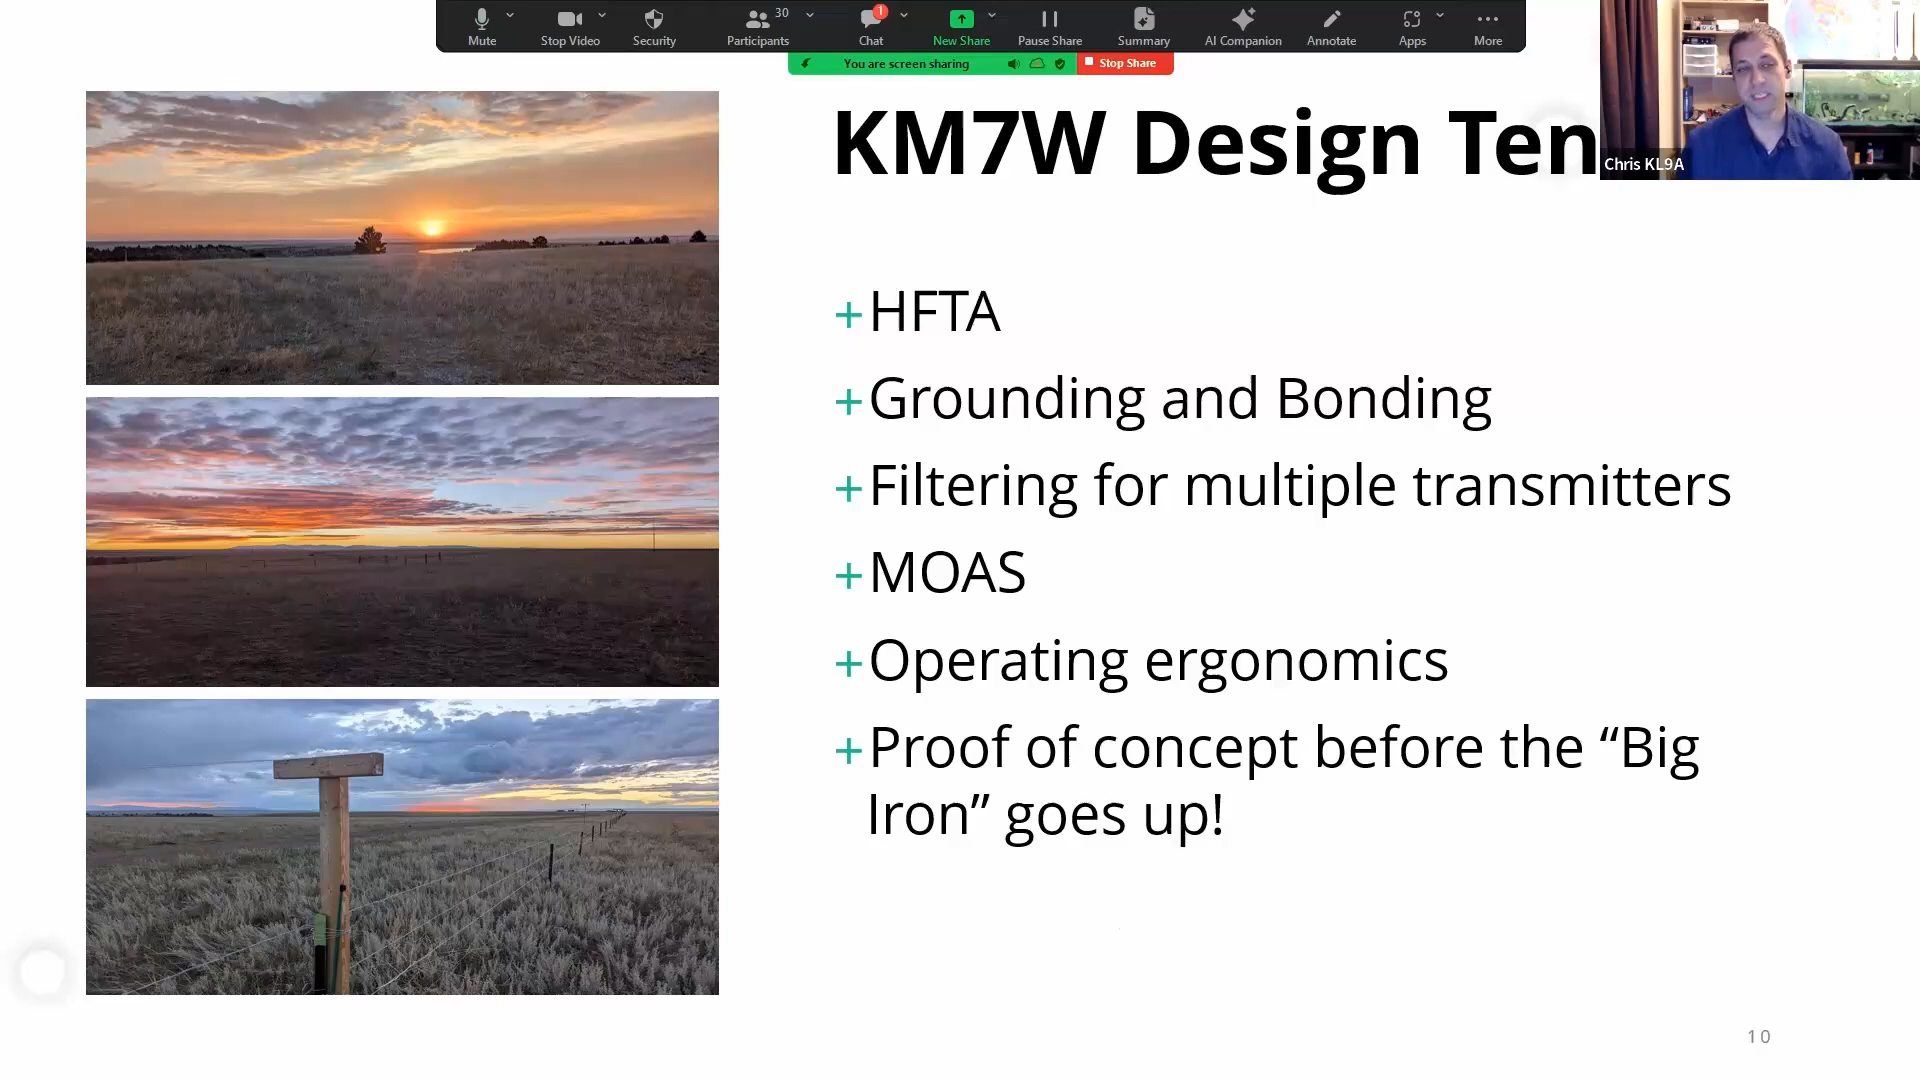 30
1
Mute
Stop Video
Security
Participants
Chat
New Share
Pause Share
Summary
AI Companion
Annotate
Apps
More
You are screen sharing
Stop Share
KM7W Design Ten
Chris KL9A
+HFTA
+Grounding and Bonding
+Filtering for multiple transmitters
+MOAS
+Operating ergonomics
+Proof of concept before the “Big
Iron” goes up!
10